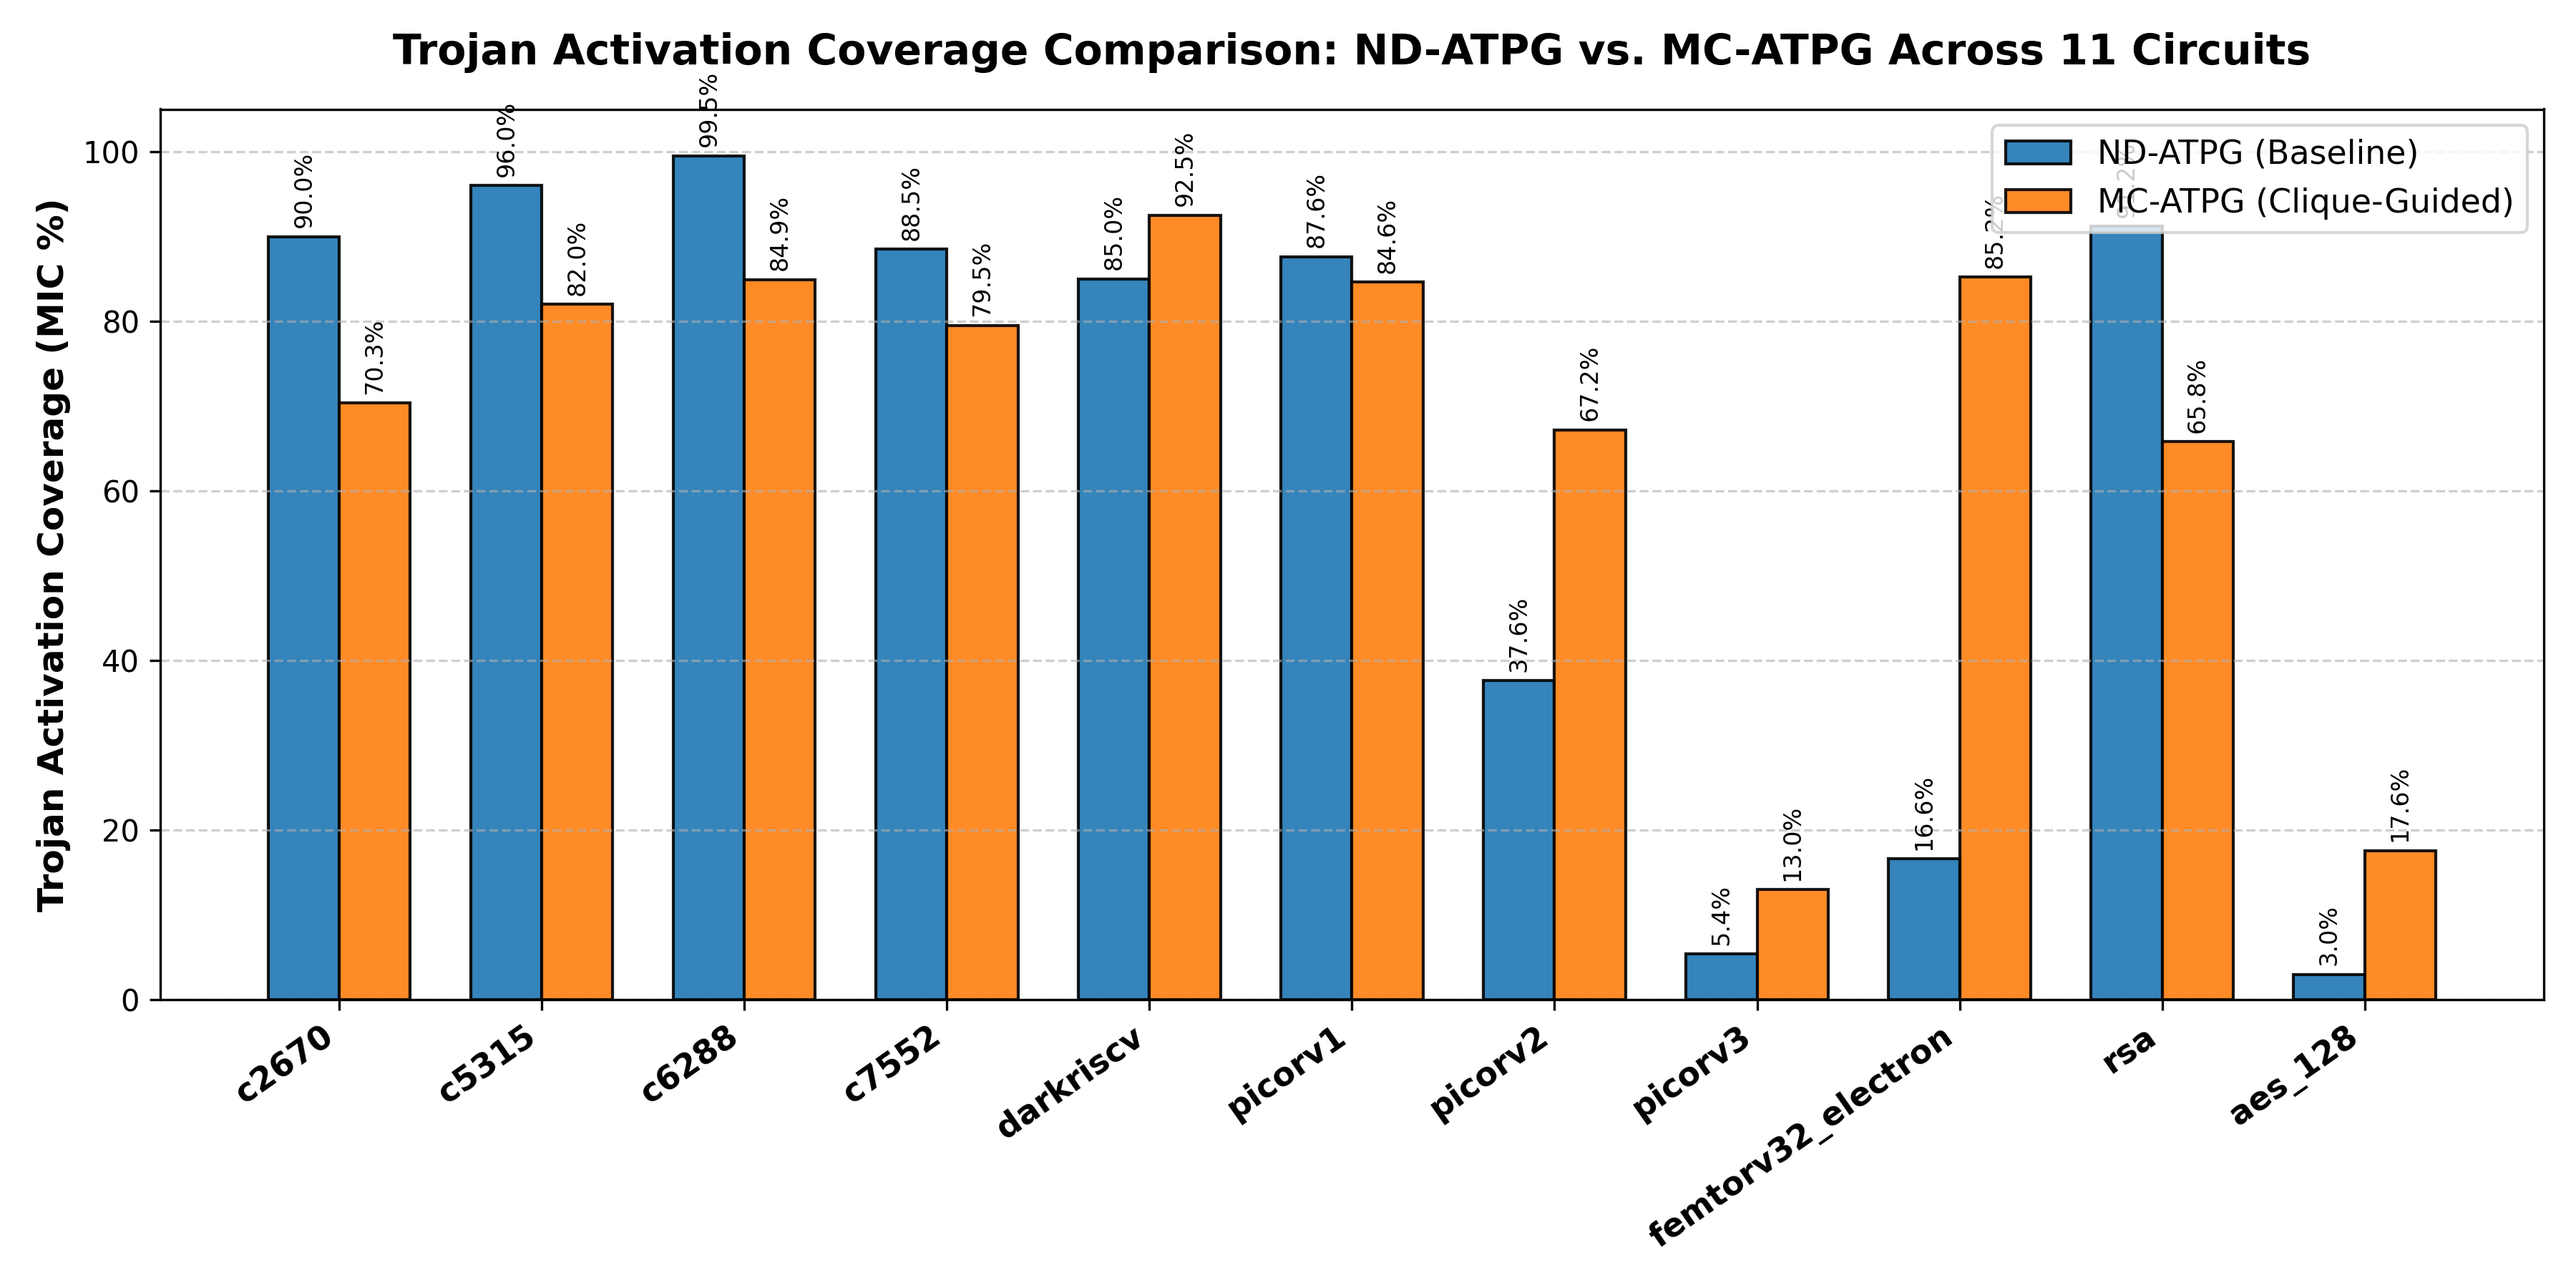 Trojan Activation Coverage Comparison: ND-ATPG vs. MC-ATPG Across 11 Circuits
Trojan Activation Coverage (MIC %)
100
80
60
40
20
0
ND-ATPG (Baseline)
MC-ATPG (Clique-Guided)
90.0%
70.3%
96.0%
82.0%
99.5%
84.9%
88.5%
79.5%
85.0%
92.5%
87.6%
84.6%
37.6%
67.2%
5.4%
13.0%
16.6%
85.2%
65.8%
3.0%
17.6%
c2670
c5315
c6288
c7552
darkriscv
picorv1
picorv2
picorv3
femtorv32_electron
rsa
aes_128